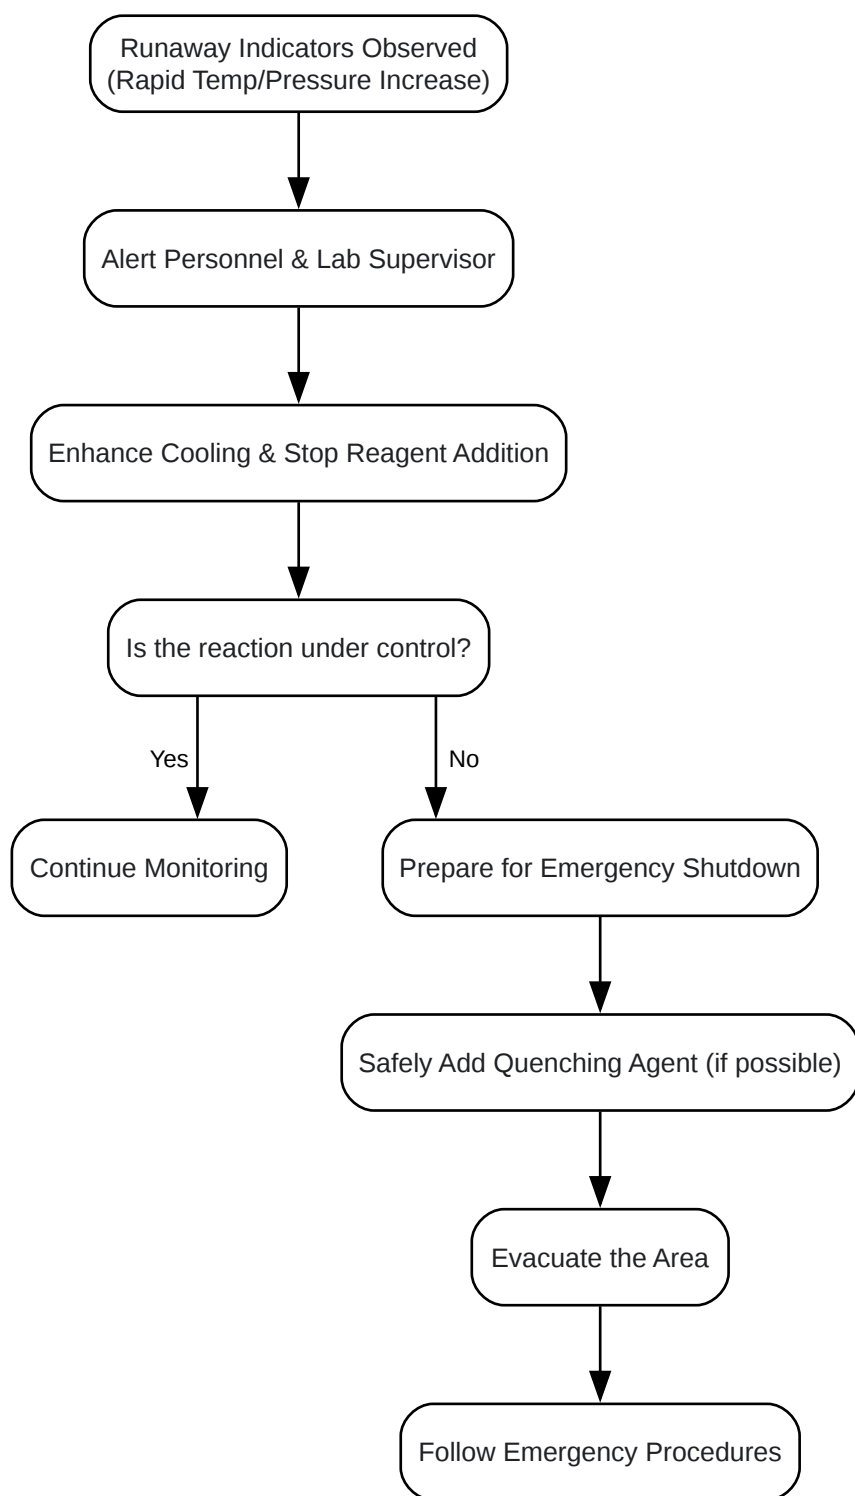 Runaway Indicators Observed
(Rapid Temp/Pressure Increase)
Alert Personnel & Lab Supervisor
Enhance Cooling & Stop Reagent Addition
Is the reaction under control?
Yes
No
Continue Monitoring
Prepare for Emergency Shutdown
Safely Add Quenching Agent (if possible)
Evacuate the Area
Follow Emergency Procedures